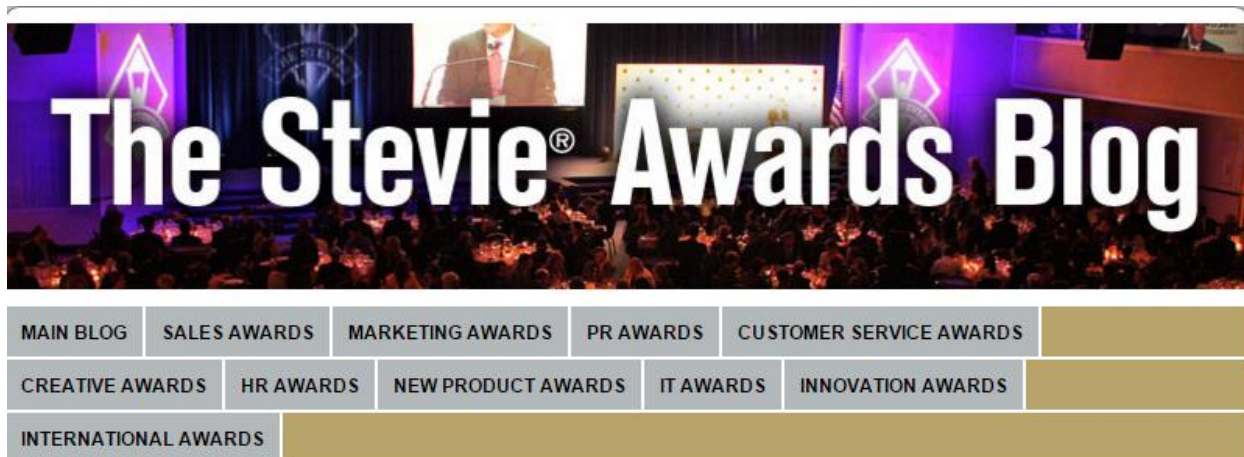 The Stevie® Awards Blog
MAIN BLOG SALES AWARDS MARKETING AWARDS PR AWARDS CUSTOMER SERVICE AWARDS
CREATIVE AWARDS HR AWARDS NEW PRODUCT AWARDS IT AWARDS INNOVATION AWARDS
INTERNATIONAL AWARDS